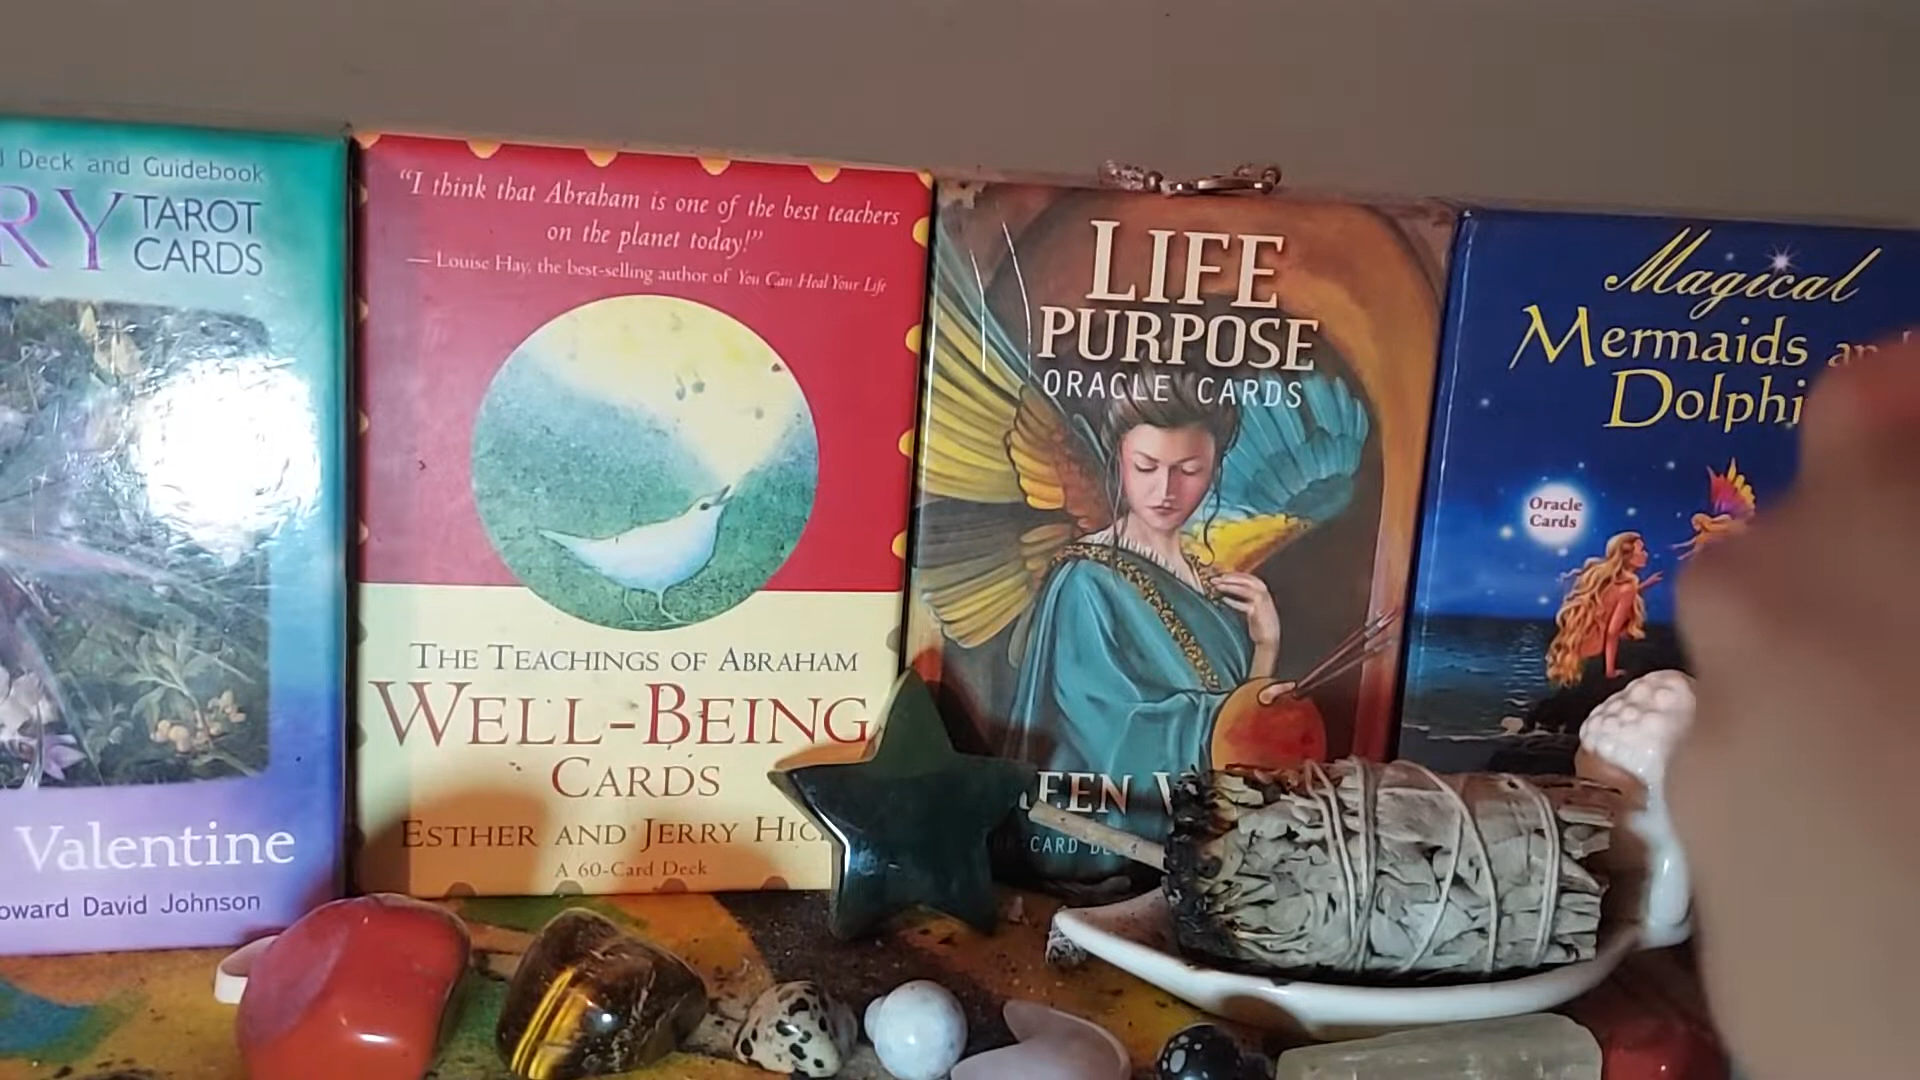 Deck and Guidebook
RY TAROT
CARDS
Valentine
oward David Johnson
“I think that Abraham is one of the best teachers
on the planet today!”
— Louise Hay, the best-selling author of You Can Heal Your Life
THE TEACHINGS OF ABRAHAM
WELL-BEING
CARDS
ESTHER AND JERRY HIC
A 60-Card Deck
LIFE
PURPOSE
ORACLE CARDS
EEN V
CARD DE
Magical
Mermaids an
Dolphi
Oracle
Cards